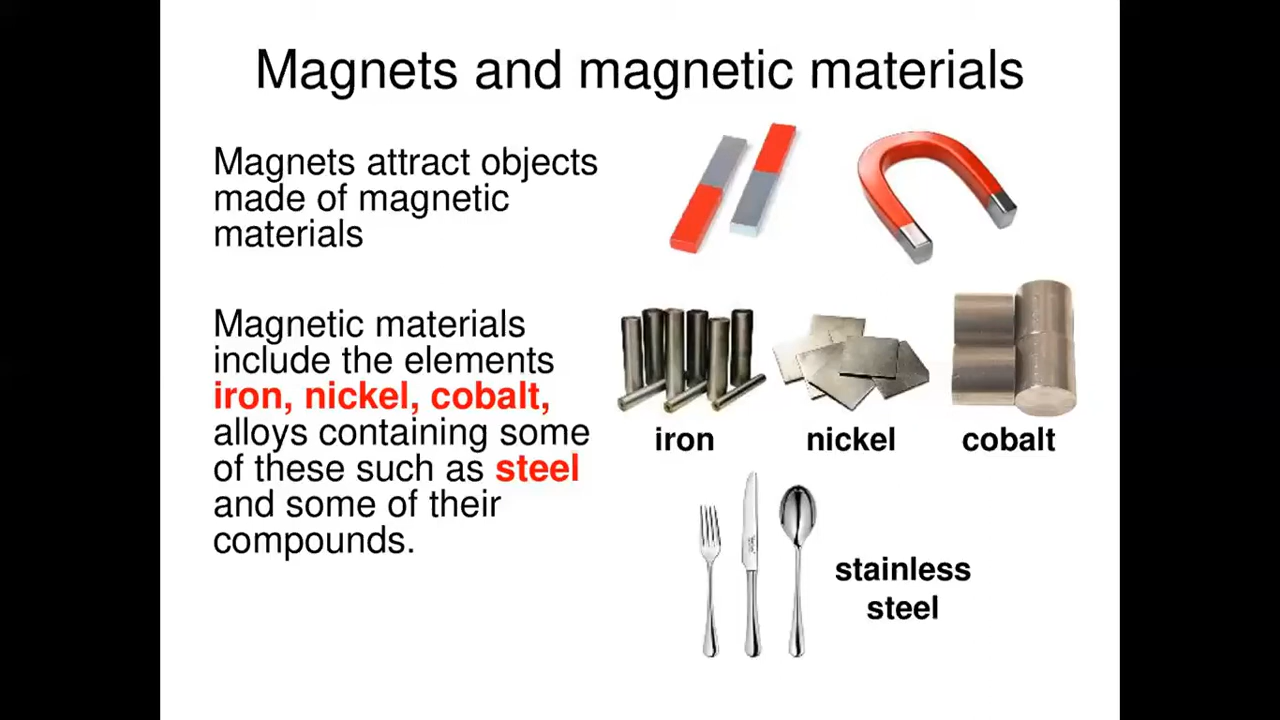 Magnets and magnetic materials
Magnets attract objects
made of magnetic
materials
Magnetic materials
include the elements
iron, nickel, cobalt,
alloys containing some
of these such as steel
and some of their
compounds.
iron
nickel
cobalt
stainless
steel